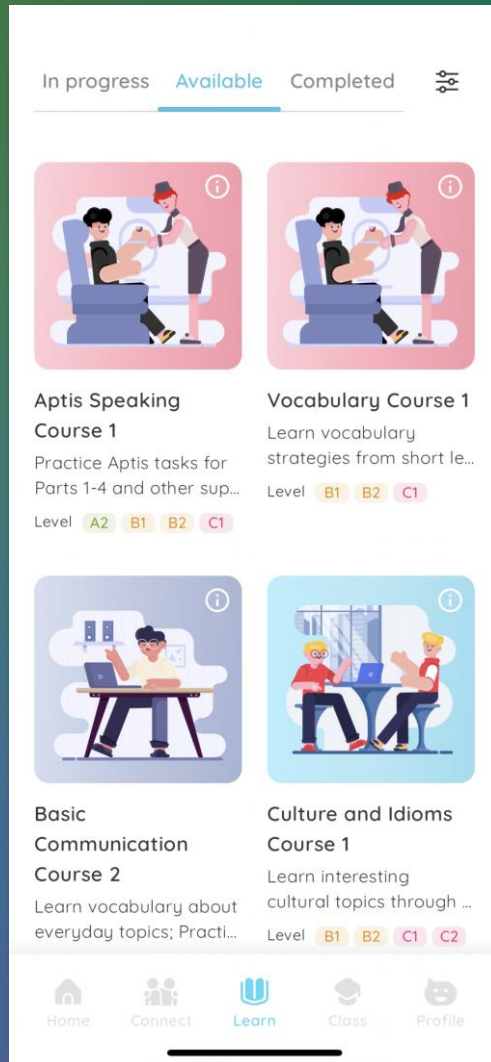 In progress Available Completed
Aptis Speaking
Course 1
Practice Aptis tasks for
Parts 1-4 and other sup...
Level A2 B1 B2 C1
Vocabulary Course 1
Learn vocabulary
strategies from short le...
Level B1 B2 C1
Basic
Communication
Course 2
Learn vocabulary about
everyday topics; Practi...
Culture and Idioms
Course 1
Learn interesting
cultural topics through ...
Level B1 B2 C1 C2
Home Connect Learn Class Profile